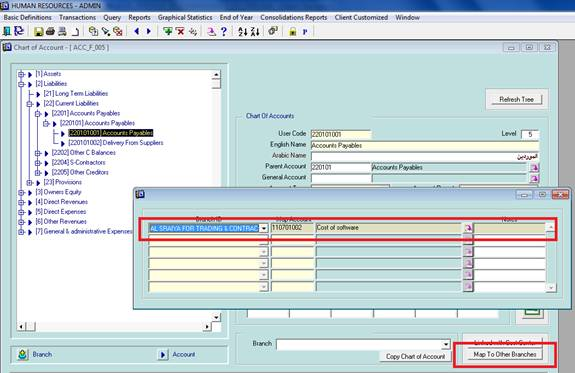 HUMAN RESOURCES - ADMIN
Basic Definitions Transactions Query Reports Graphical Statistics End of Year Consolidations Reports Client Customized Window
Chart of Account - [ ACC_F_005 ]
[1] Assets
[2] Liabilities
[21] Long Term Liabilities
[22] Current Liabilities
[2201] Accounts Payables
[220101] Accounts Payables
[220101001] Accounts Payables
[220101002] Delivery From Suppliers
[2202] Other C Balances
[2204] S-Contractors
[2205] Other Creditors
[23] Provisions
[3] Owners Equity
[4] Direct Revenues
[5] Direct Expenses
[6] Other Revenues
[7] General & administrative Expenses
Refresh Tree
Chart Of Accounts
User Code 220101001 Level 5
English Name Accounts Payables
Arabic Name الموردين
Parent Account 220101 Accounts Payables
General Account
Branch ID Map Account Notes
AL SRAIYA FOR TRADING & CONTRAC 110701002 Cost of software
Branch
Linked with Cost Center
Copy Chart of Account
Map To Other Branches
Branch Account